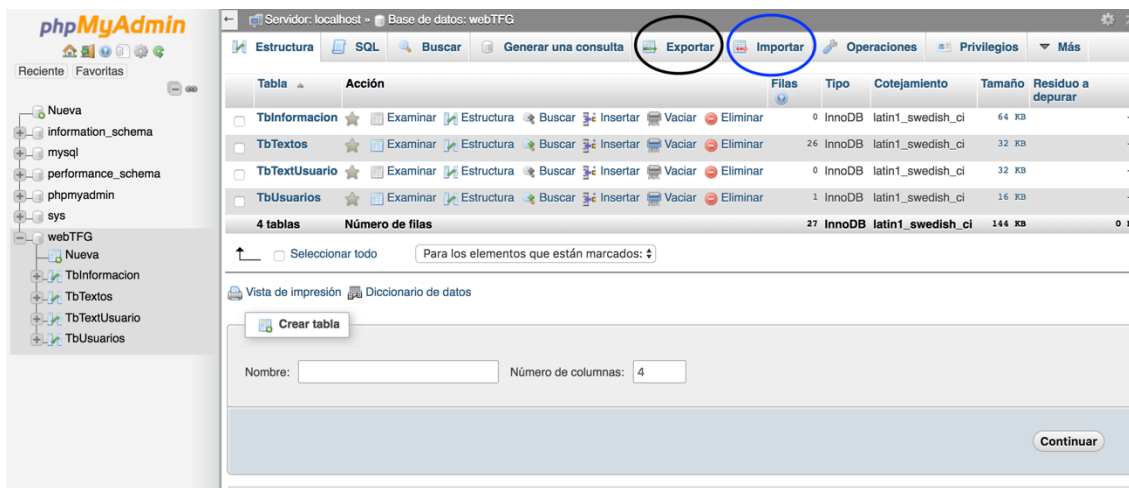 phpMyAdmin
Reciente Favoritas
Nueva
information_schema
mysql
performance_schema
phpmyadmin
sys
webTFG
Nueva
TbInformacion
TbTextos
TbTextUsuario
TbUsuarios
Servidor: localhost » Base de datos: webTFG
Estructura SQL Buscar Generar una consulta Exportar Importar Operaciones Privilegios Más
Tabla Acción Filas Tipo Cotejamiento Tamaño Residuo a
depurar
TbInformacion Examinar Estructura Buscar Insertar Vaciar Eliminar 0 InnoDB latin1_swedish_ci 64 KB -
TbTextos Examinar Estructura Buscar Insertar Vaciar Eliminar 26 InnoDB latin1_swedish_ci 32 KB -
TbTextUsuario Examinar Estructura Buscar Insertar Vaciar Eliminar 0 InnoDB latin1_swedish_ci 32 KB -
TbUsuarios Examinar Estructura Buscar Insertar Vaciar Eliminar 1 InnoDB latin1_swedish_ci 16 KB -
4 tablas Número de filas 27 InnoDB latin1_swedish_ci 144 KB 0
Seleccionar todo Para los elementos que están marcados:
Vista de impresión Diccionario de datos
Crear tabla
Nombre: Número de columnas: 4
Continuar